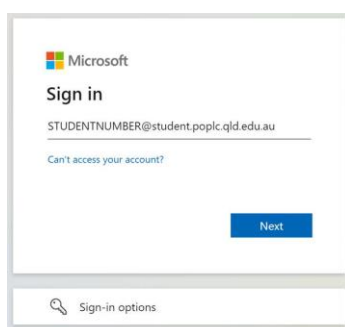 Microsoft
Sign in
STUDENTNUMBER@student.poplc.qld.edu.au
Can't access your account?
Next
Sign-in options